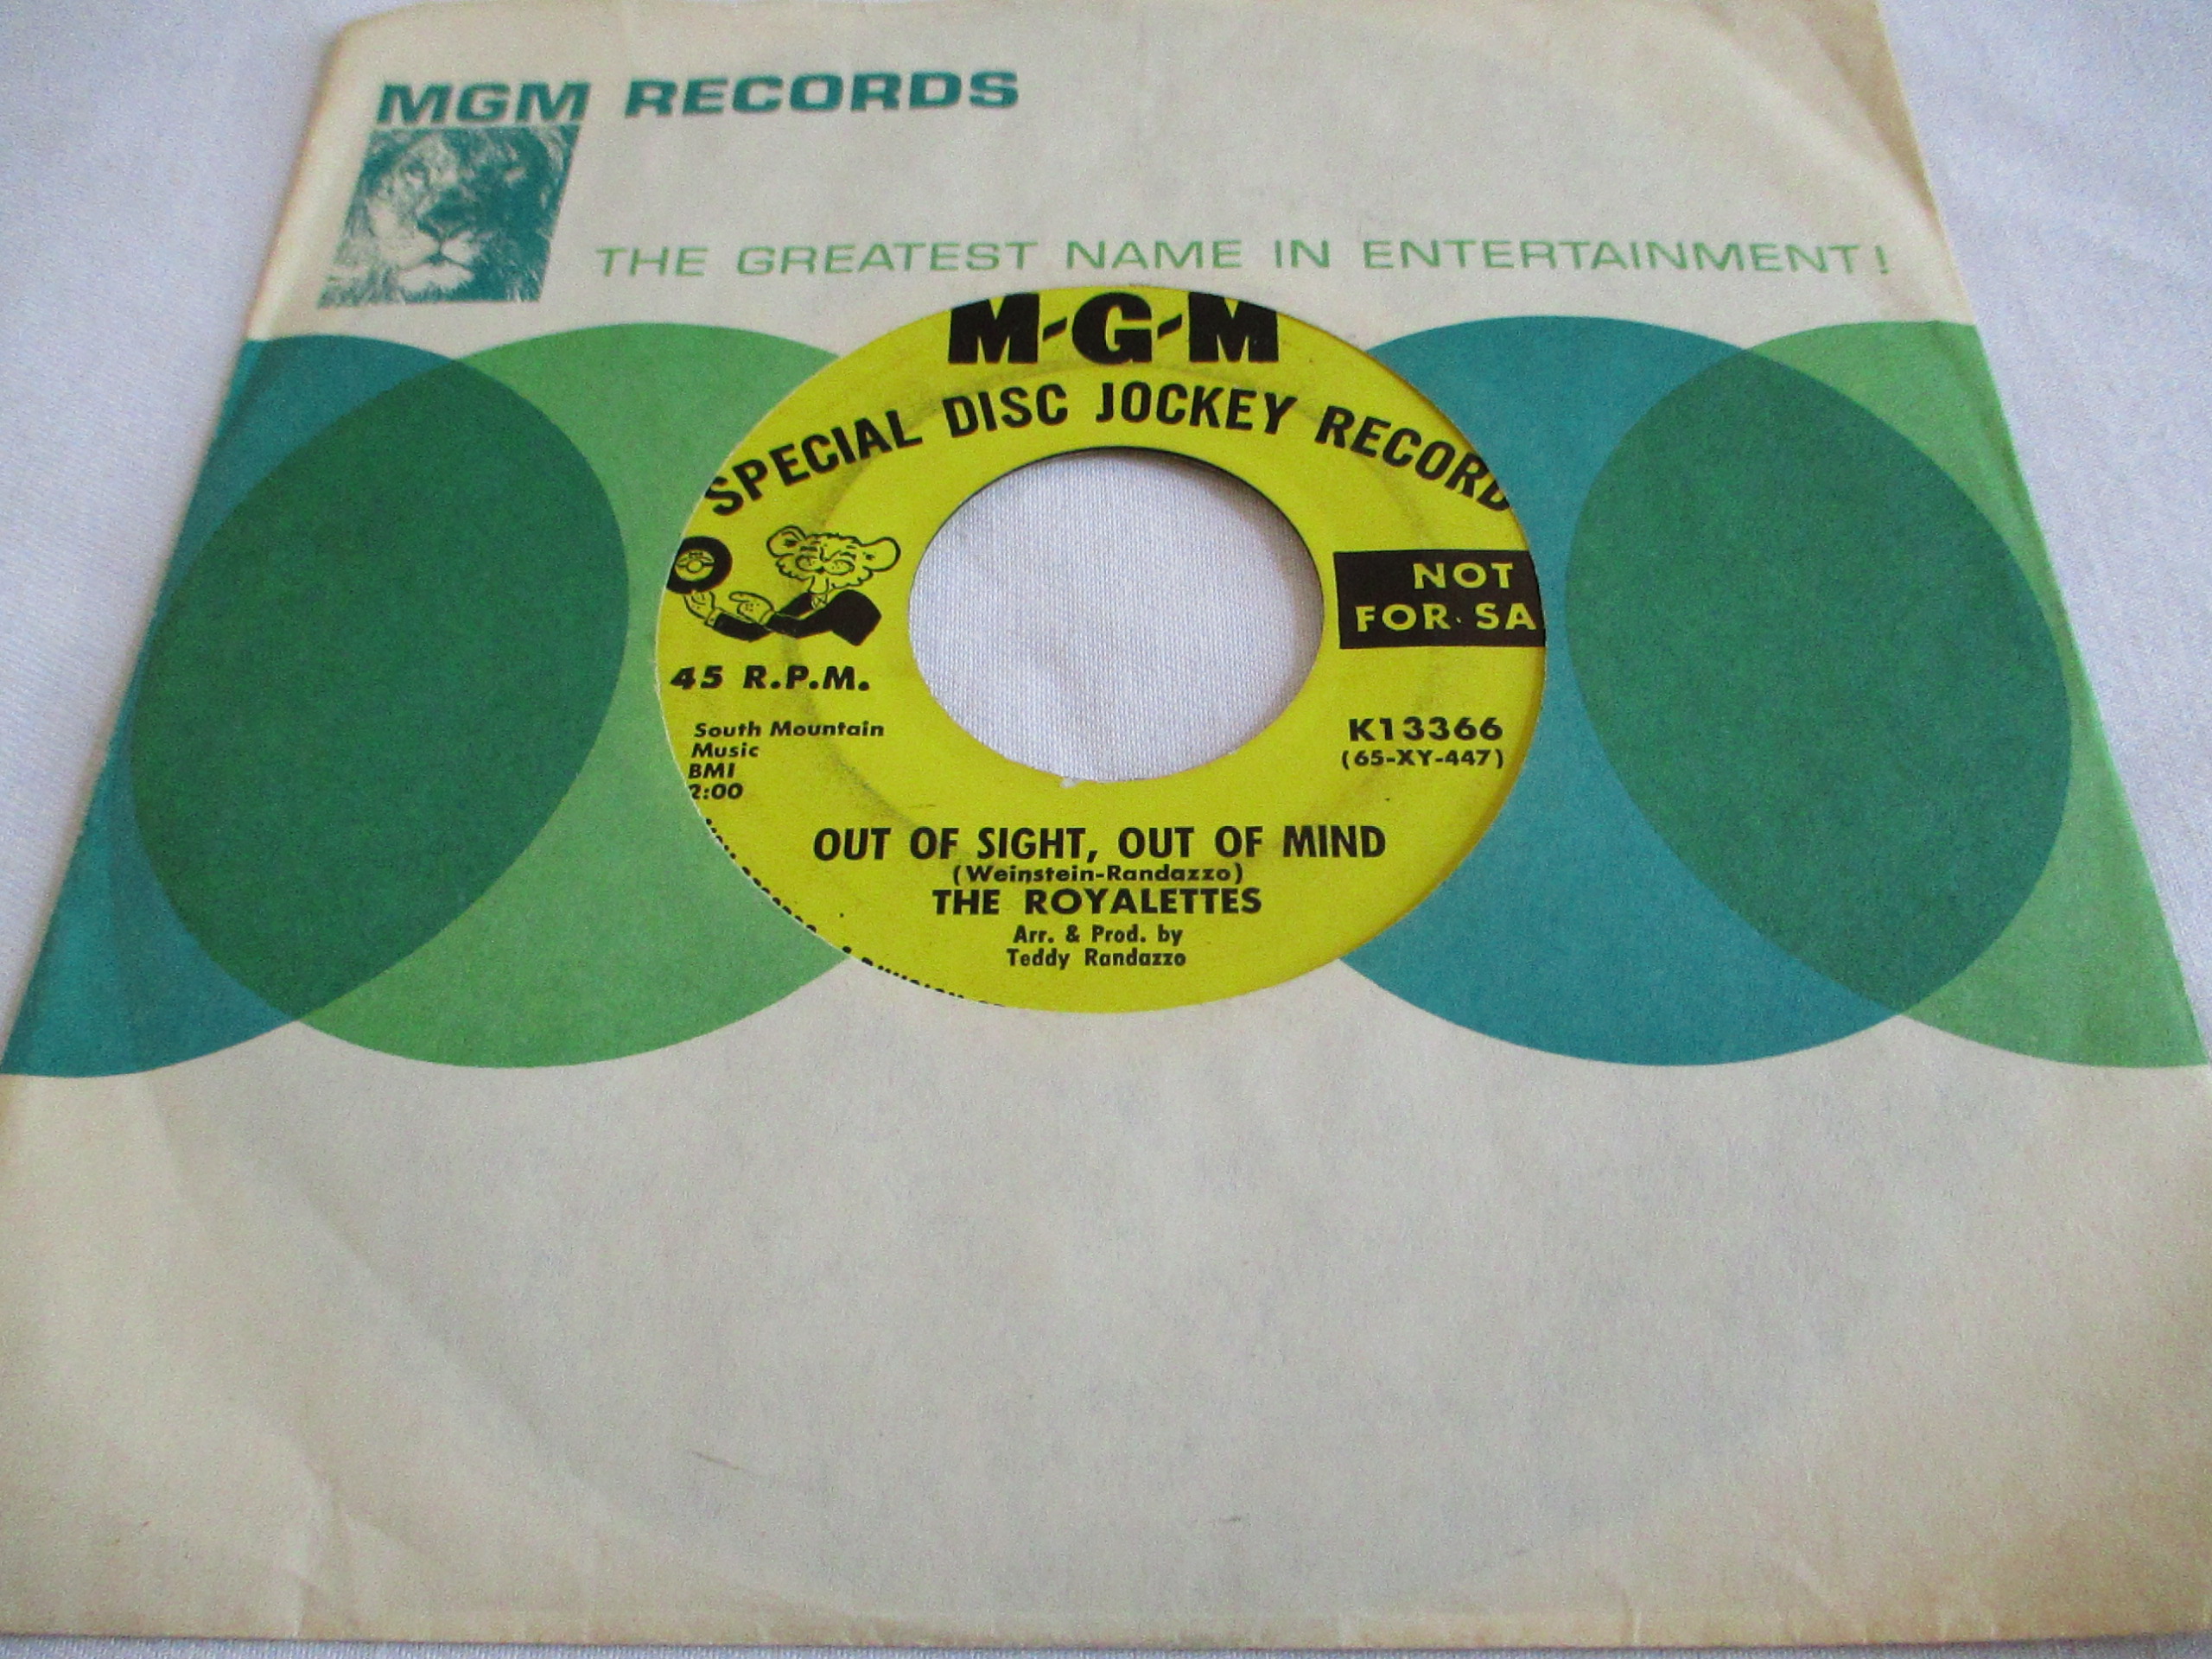 MGM RECORDS
THE GREATEST NAME IN ENTERTAINMENT!
M-G-M
SPECIAL DISC JOCKEY RECORD
NOT
FOR SA
45 R.P.M.
South Mountain
Music
BMI
2:00
K13366
(65-XY-447)
OUT OF SIGHT, OUT OF MIND
(Weinstein-Randazzo)
THE ROYALETTES
Arr. & Prod. by
Teddy Randazzo